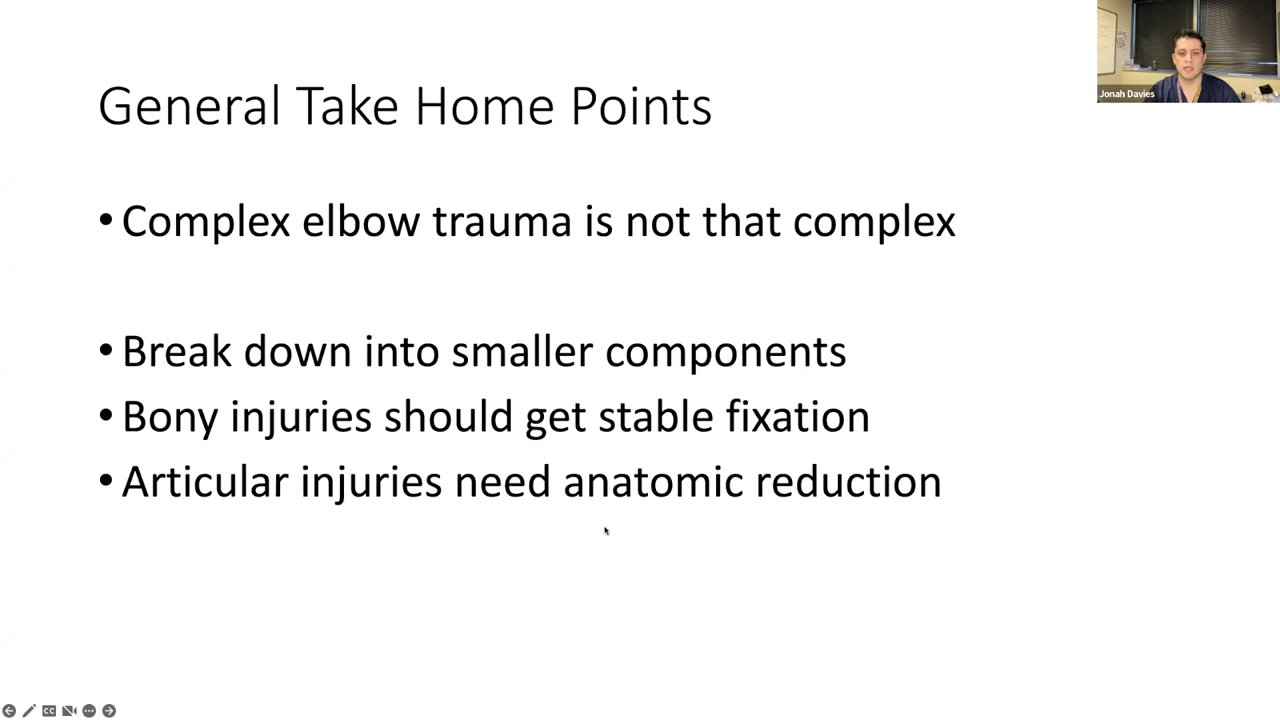 General Take Home Points
Jonah Davies
• Complex elbow trauma is not that complex
• Break down into smaller components
• Bony injuries should get stable fixation
• Articular injuries need anatomic reduction
CC